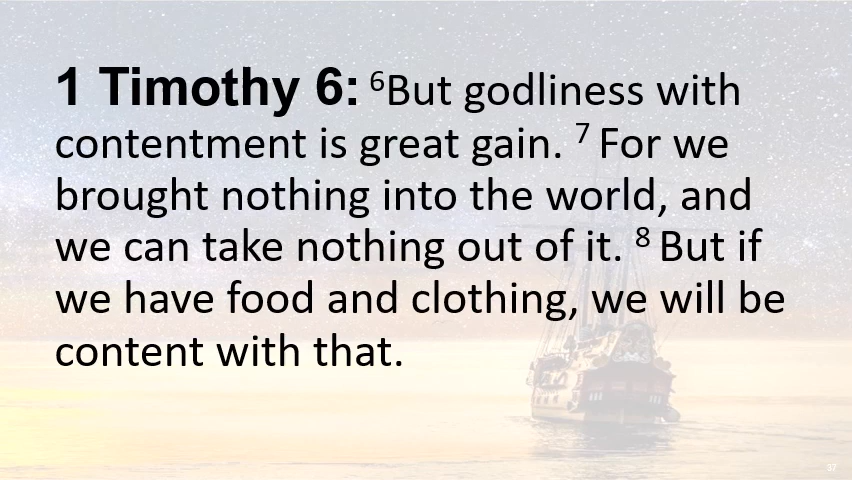 1 Timothy 6: ⁶But godliness with
contentment is great gain. ⁷ For we
brought nothing into the world, and
we can take nothing out of it. ⁸ But if
we have food and clothing, we will be
content with that.
37